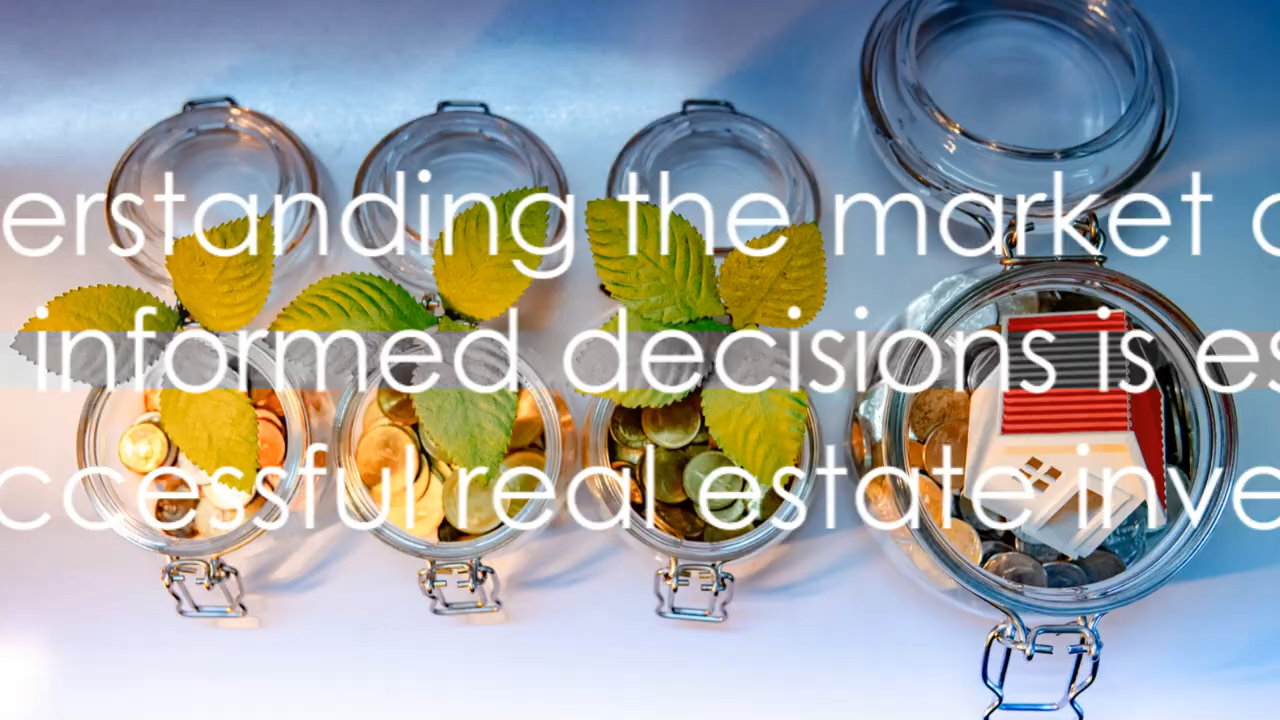 erstanding the market
informed decisions is es
ccessful real estate inve